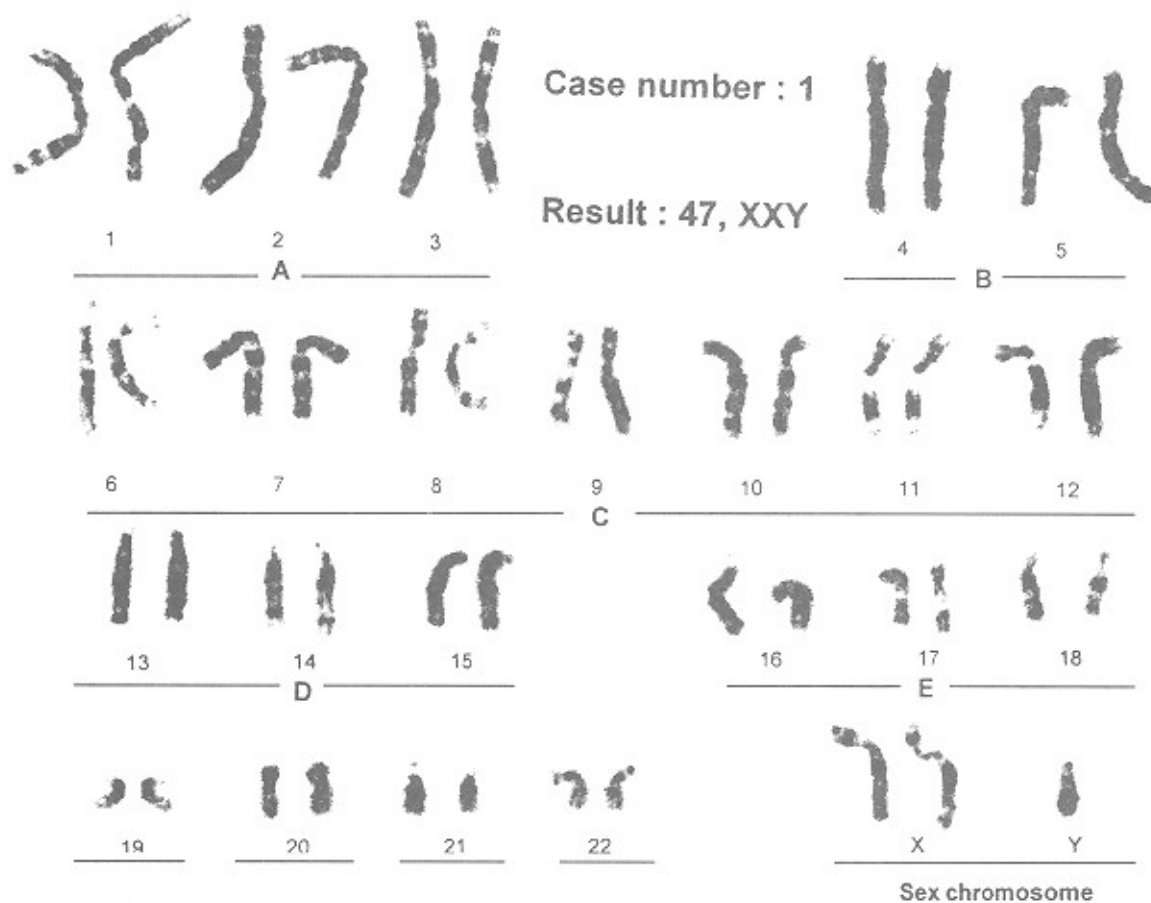 Case number : 1
Result : 47, XXY
1 2 3
A
4 5
B
6 7 8 9 10 11 12
C
13 14 15
D
16 17 18
E
19 20 21 22
X Y
Sex chromosome